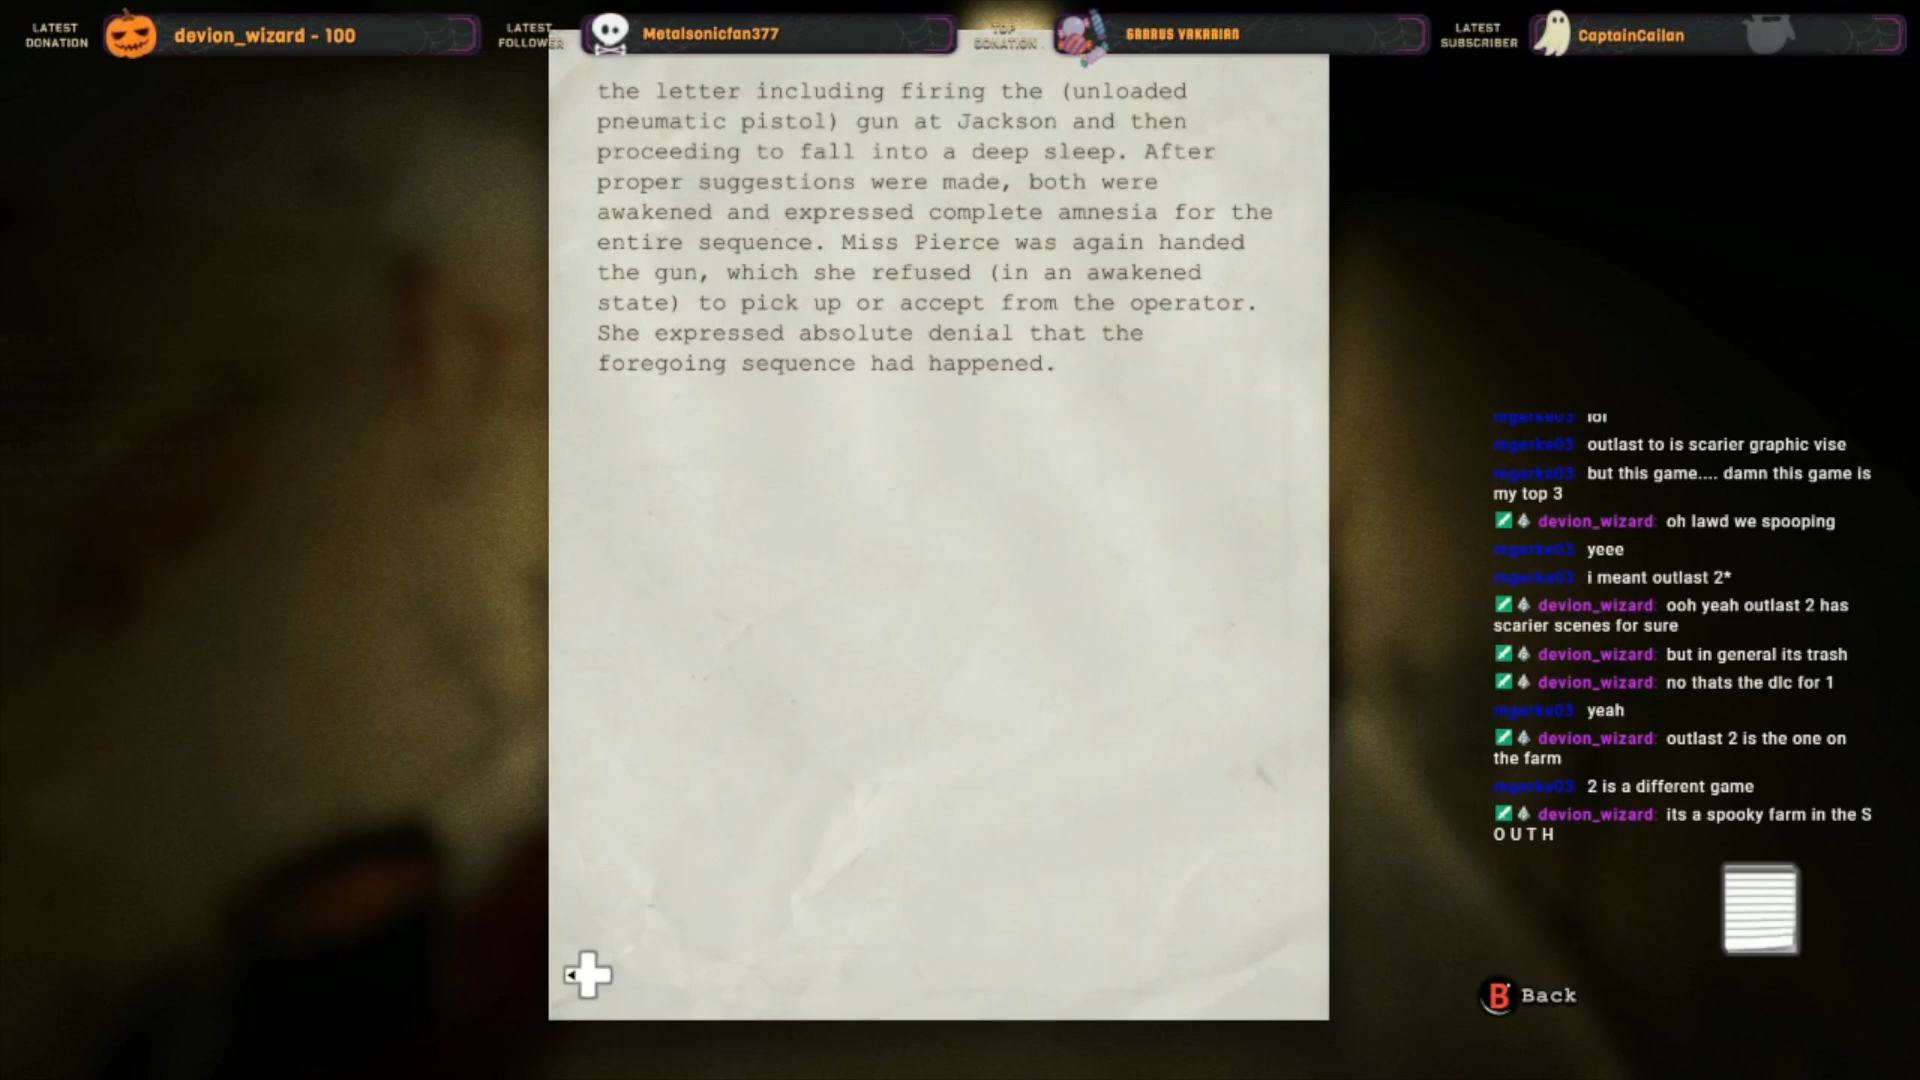 LATEST DONATION
devion_wizard - 100
LATEST FOLLOWER
Metalsonicfan377
TOP DONATION
GARRUS VAKARIAN
LATEST SUBSCRIBER
CaptainCailan
the letter including firing the (unloaded
pneumatic pistol) gun at Jackson and then
proceeding to fall into a deep sleep. After
proper suggestions were made, both were
awakened and expressed complete amnesia for the
entire sequence. Miss Pierce was again handed
the gun, which she refused (in an awakened
state) to pick up or accept from the operator.
She expressed absolute denial that the
foregoing sequence had happened.
lol
outlast to is scarier graphic vise
but this game.... damn this game is
my top 3
devion_wizard: oh lawd we spooping
yeee
i meant outlast 2*
devion_wizard: ooh yeah outlast 2 has
scarier scenes for sure
devion_wizard: but in general its trash
devion_wizard: no thats the dlc for 1
yeah
devion_wizard: outlast 2 is the one on
the farm
2 is a different game
devion_wizard: its a spooky farm in the S
O U T H
B Back